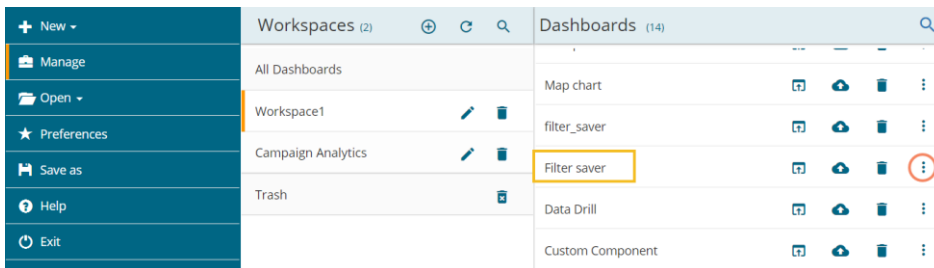 New
Manage
Open
Preferences
Save as
Help
Exit
Workspaces (2)
All Dashboards
Workspace1
Campaign Analytics
Trash
Dashboards (14)
Map chart
filter_saver
Filter saver
Data Drill
Custom Component